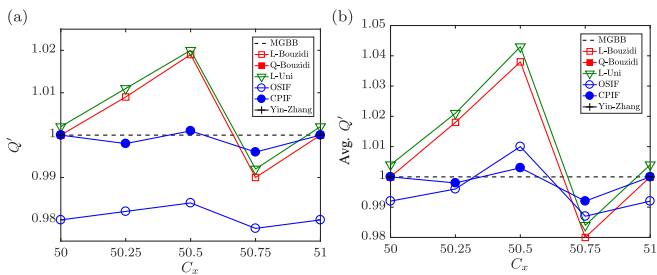 (a)
1.02
1.01
1
0.99
0.98
Q′
50
50.25
50.5
50.75
51
C_x
MGBB
L-Bouzidi
Q-Bouzidi
L-Uni
OSIF
CPIF
Yin-Zhang
(b)
1.05
1.04
1.03
1.02
1.01
1
0.99
0.98
Avg. Q′
50
50.25
50.5
50.75
51
C_x
MGBB
L-Bouzidi
Q-Bouzidi
L-Uni
OSIF
CPIF
Yin-Zhang